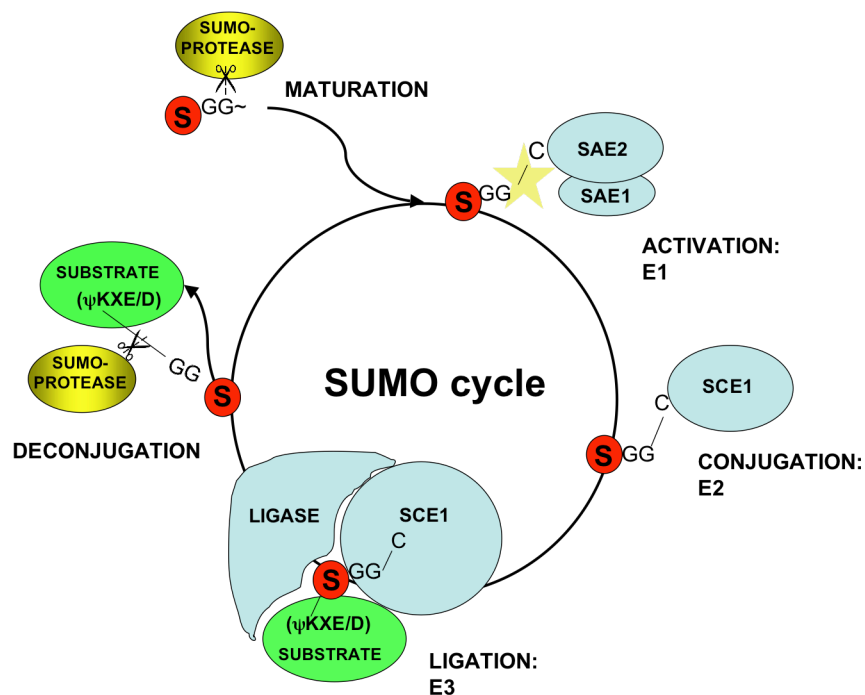 SUMO-
PROTEASE
S
GG~
MATURATION
S
GG
C
SAE2
SAE1
ACTIVATION:
E1
SUBSTRATE
(ψKXE/D)
SUMO-
PROTEASE
GG
S
DECONJUGATION
SUMO cycle
S
GG
C
SCE1
CONJUGATION:
E2
LIGASE
SCE1
C
S
GG
(ψKXE/D)
SUBSTRATE
LIGATION:
E3